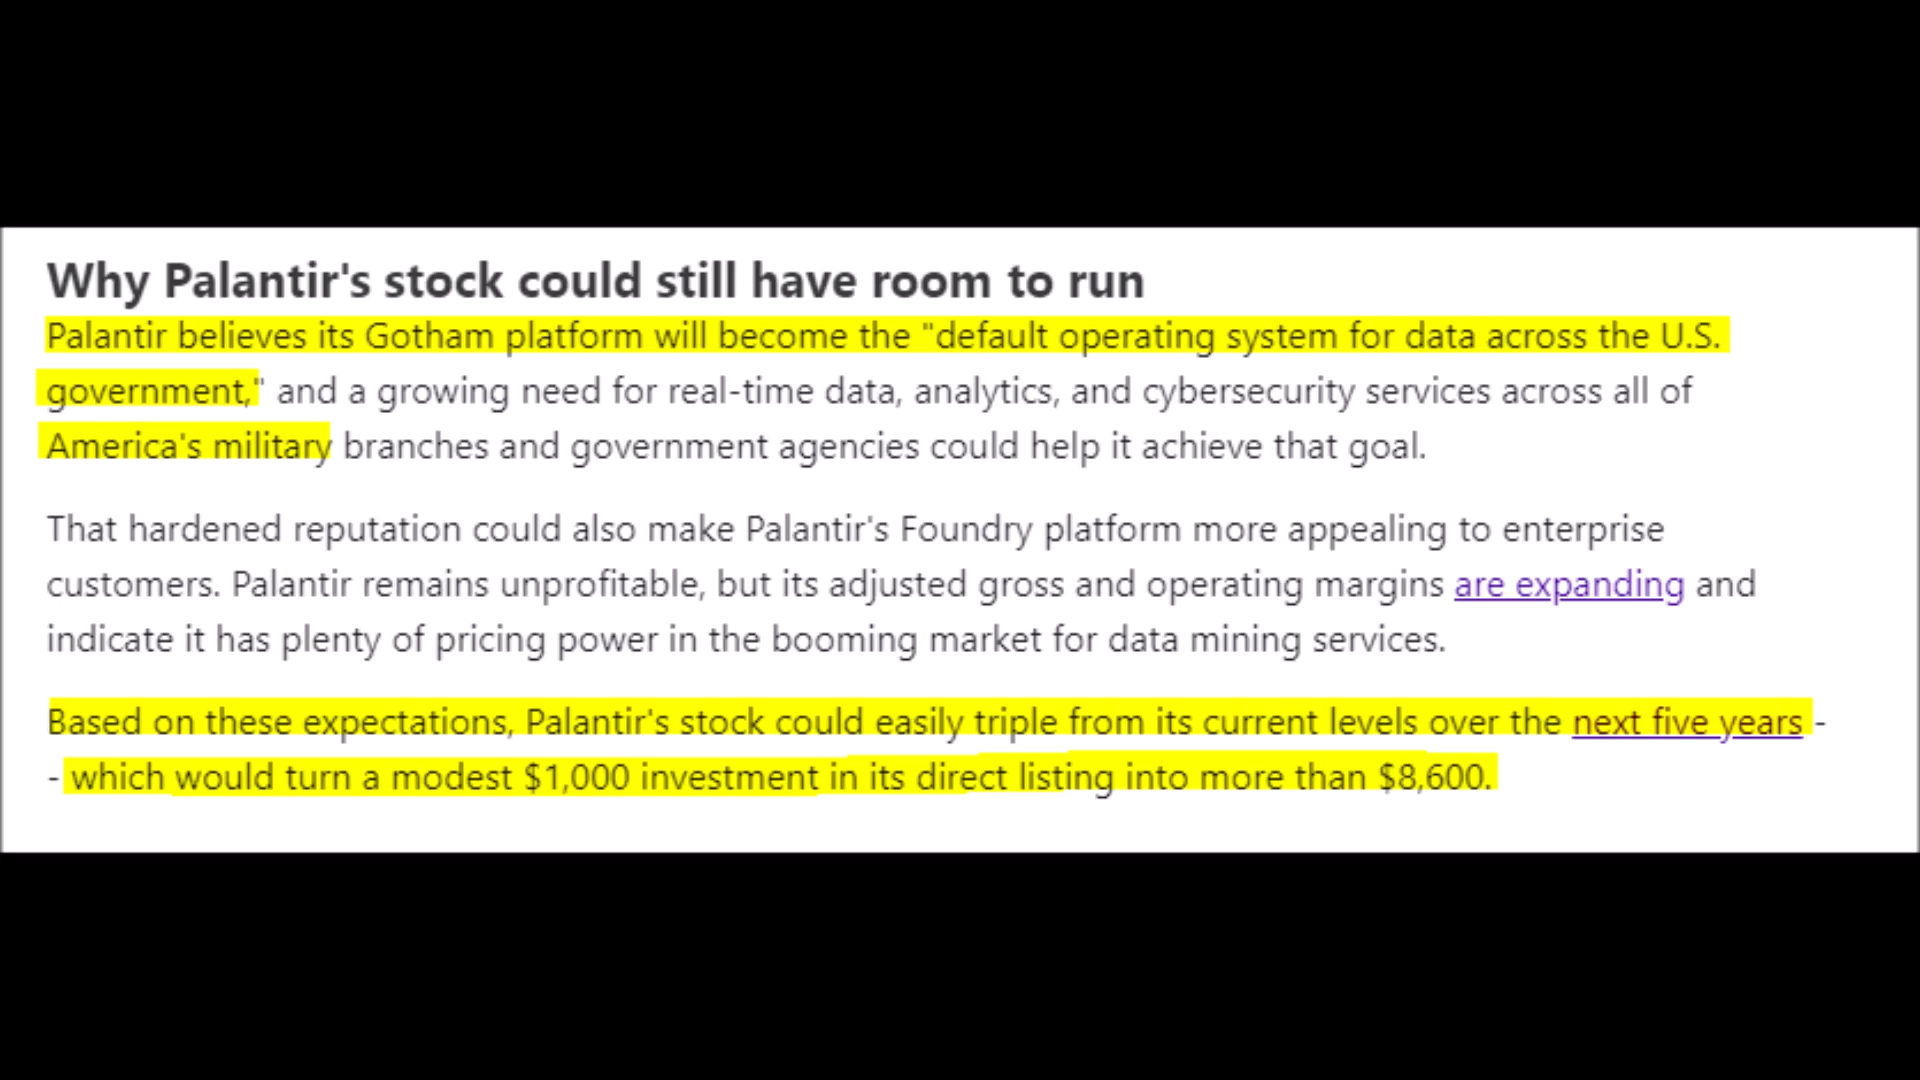 Why Palantir's stock could still have room to run
Palantir believes its Gotham platform will become the "default operating system for data across the U.S.
government," and a growing need for real-time data, analytics, and cybersecurity services across all of
America's military branches and government agencies could help it achieve that goal.
That hardened reputation could also make Palantir's Foundry platform more appealing to enterprise
customers. Palantir remains unprofitable, but its adjusted gross and operating margins are expanding and
indicate it has plenty of pricing power in the booming market for data mining services.
Based on these expectations, Palantir's stock could easily triple from its current levels over the next five years -
- which would turn a modest $1,000 investment in its direct listing into more than $8,600.